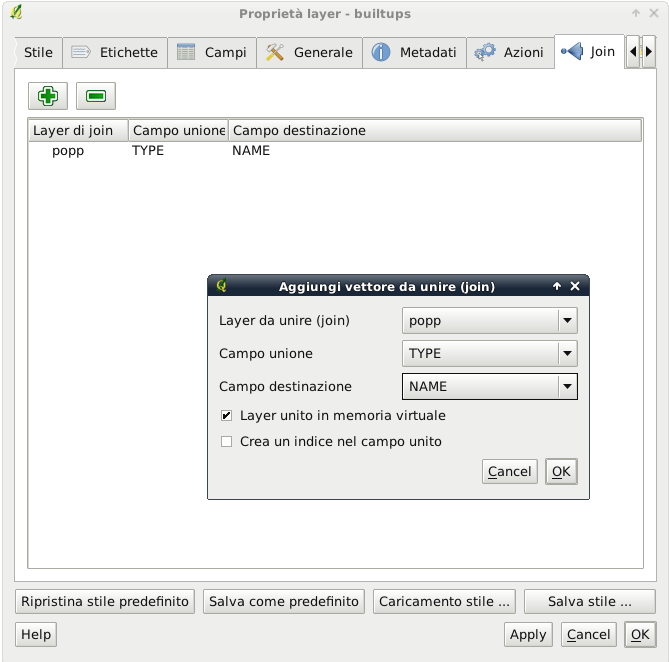 Proprietà layer - builtups
Stile Etichette Campi Generale Metadati Azioni Join
Layer di join Campo unione Campo destinazione
popp TYPE NAME
Aggiungi vettore da unire (join)
Layer da unire (join) popp
Campo unione TYPE
Campo destinazione NAME
Layer unito in memoria virtuale
Crea un indice nel campo unito
Cancel OK
Ripristina stile predefinito Salva come predefinito Caricamento stile ... Salva stile ...
Help Apply Cancel OK